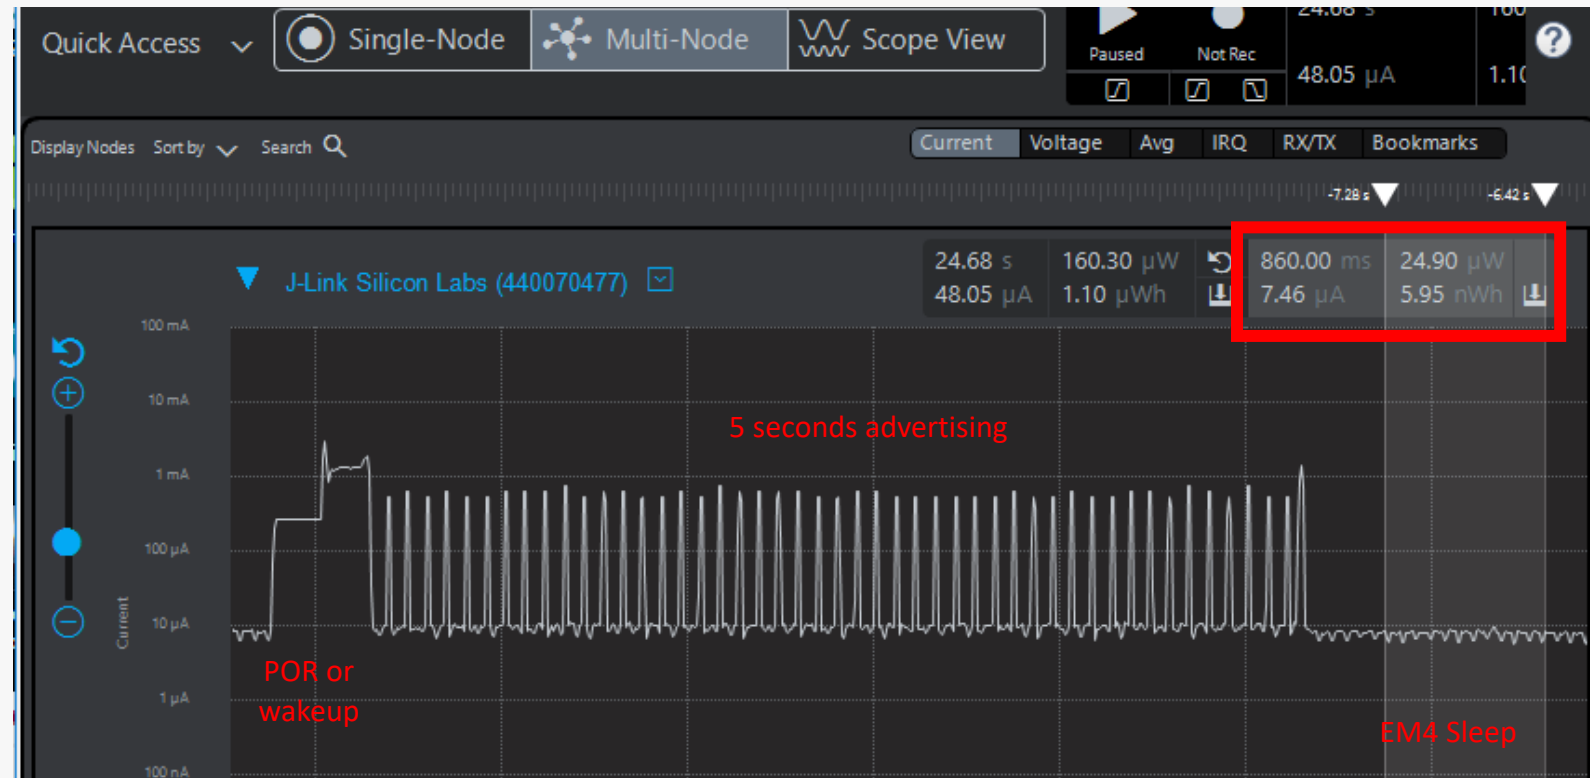 Quick Access Single-Node Multi-Node Scope View
24.68 s
Paused Not Rec
48.05 µA
Display Nodes Sort by Search
Current Voltage Avg IRQ RX/TX Bookmarks
-7.28 s -6.42 s
J-Link Silicon Labs (440070477)
24.68 s 160.30 µW 860.00 ms 24.90 µW
48.05 µA 1.10 µWh 7.46 µA 5.95 nWh
100 mA
10 mA
5 seconds advertising
1 mA
100 µA
Current
10 µA
POR or
wakeup
1 µA
EM4 Sleep
100 nA